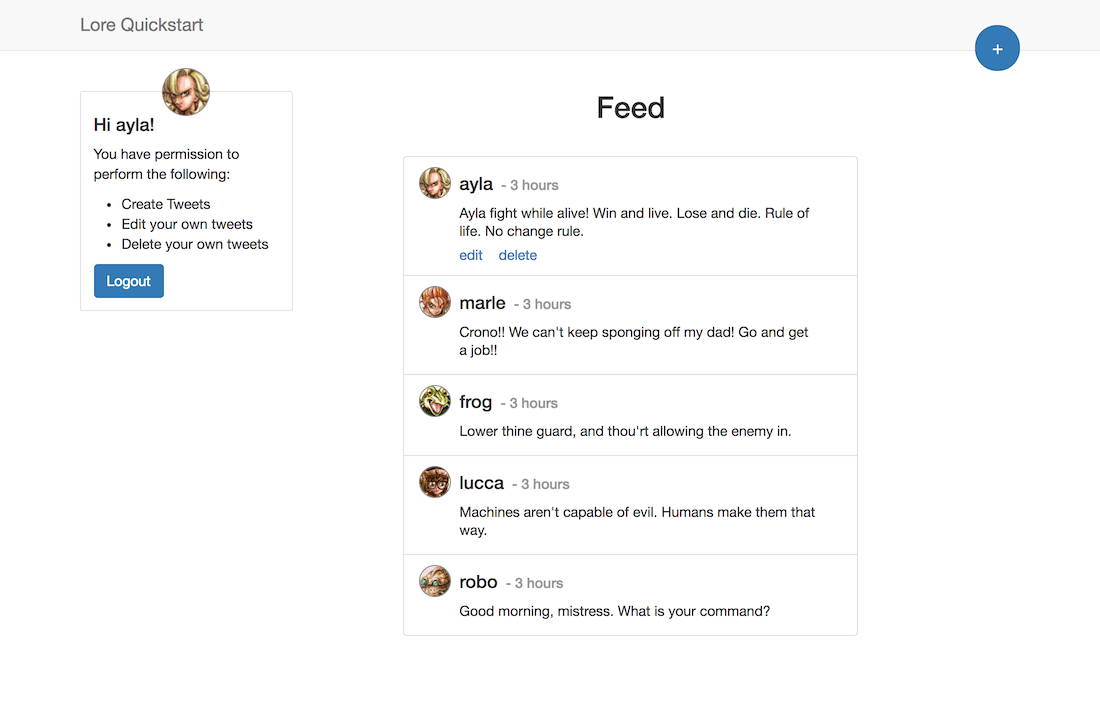 Lore Quickstart
+
Hi ayla!
You have permission to
perform the following:
• Create Tweets
• Edit your own tweets
• Delete your own tweets
Logout
Feed
ayla - 3 hours
Ayla fight while alive! Win and live. Lose and die. Rule of
life. No change rule.
edit delete
marle - 3 hours
Crono!! We can't keep sponging off my dad! Go and get
a job!!
frog - 3 hours
Lower thine guard, and thou'rt allowing the enemy in.
lucca - 3 hours
Machines aren't capable of evil. Humans make them that
way.
robo - 3 hours
Good morning, mistress. What is your command?